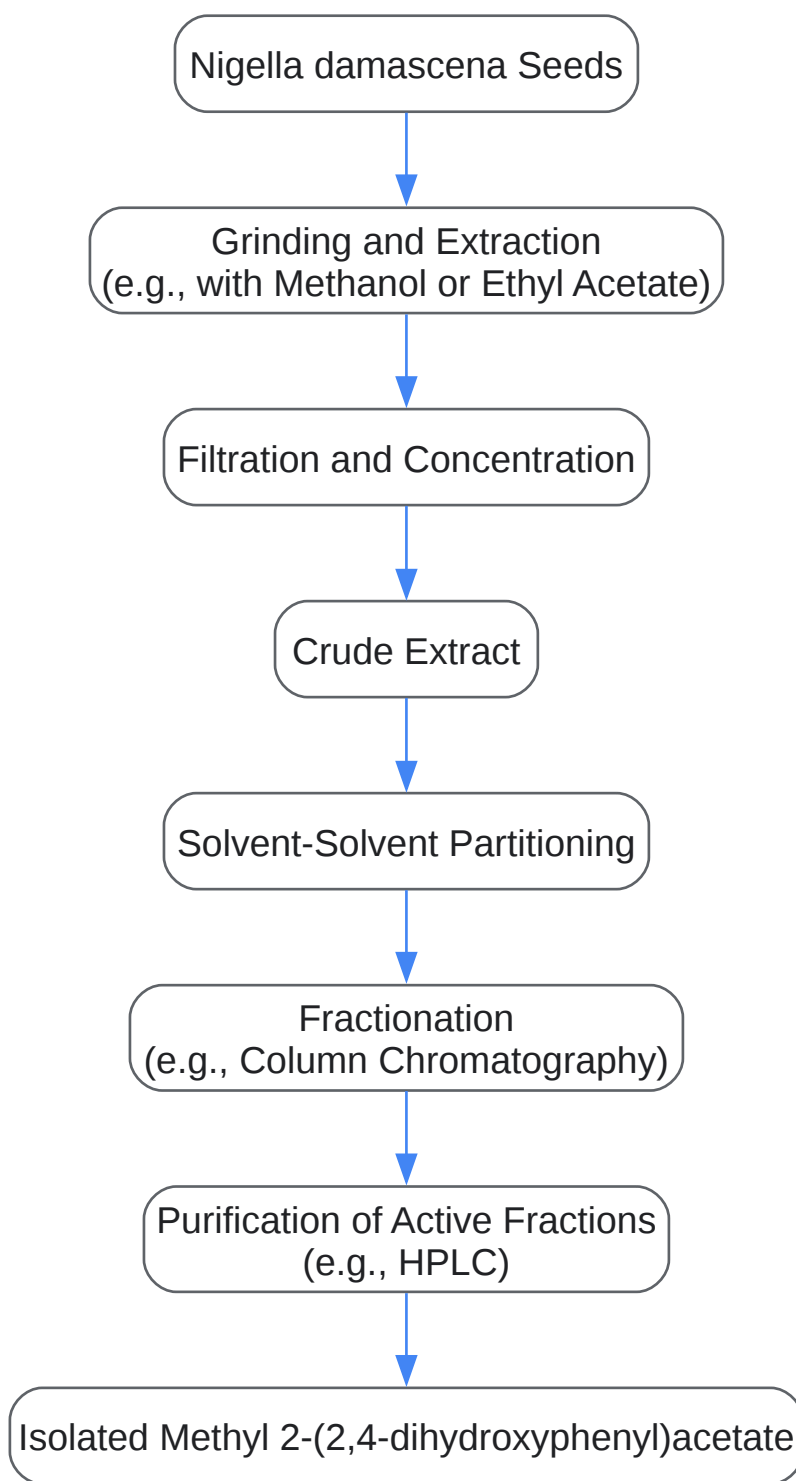 Nigella damascena Seeds
Grinding and Extraction
(e.g., with Methanol or Ethyl Acetate)
Filtration and Concentration
Crude Extract
Solvent-Solvent Partitioning
Fractionation
(e.g., Column Chromatography)
Purification of Active Fractions
(e.g., HPLC)
Isolated Methyl 2-(2,4-dihydroxyphenyl)acetate